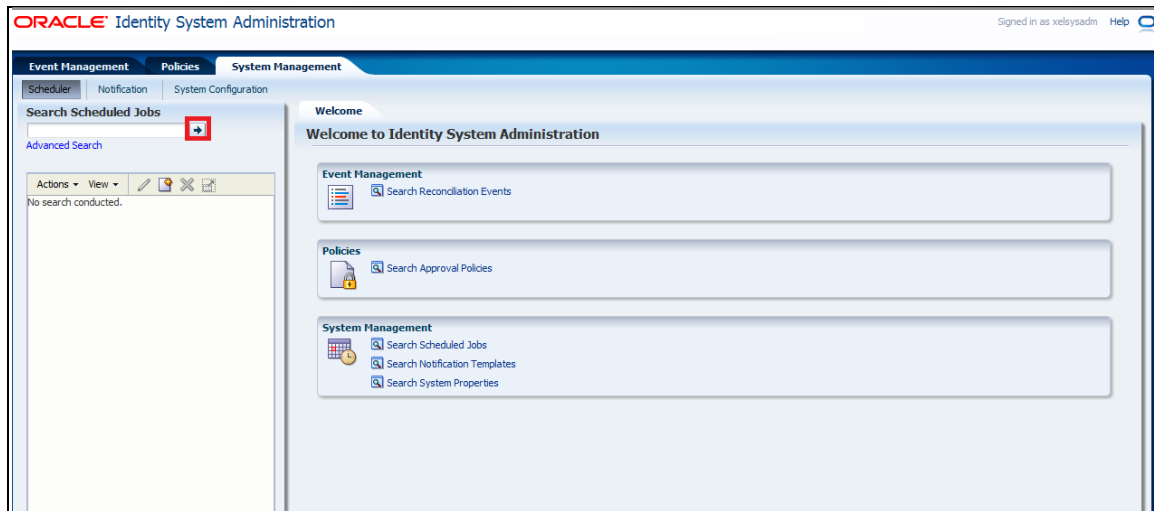 ORACLE Identity System Administration
Signed in as xelsysadm Help
Event Management Policies System Management
Scheduler Notification System Configuration
Search Scheduled Jobs
Advanced Search
Actions View
No search conducted.
Welcome
Welcome to Identity System Administration
Event Management
Search Reconciliation Events
Policies
Search Approval Policies
System Management
Search Scheduled Jobs
Search Notification Templates
Search System Properties